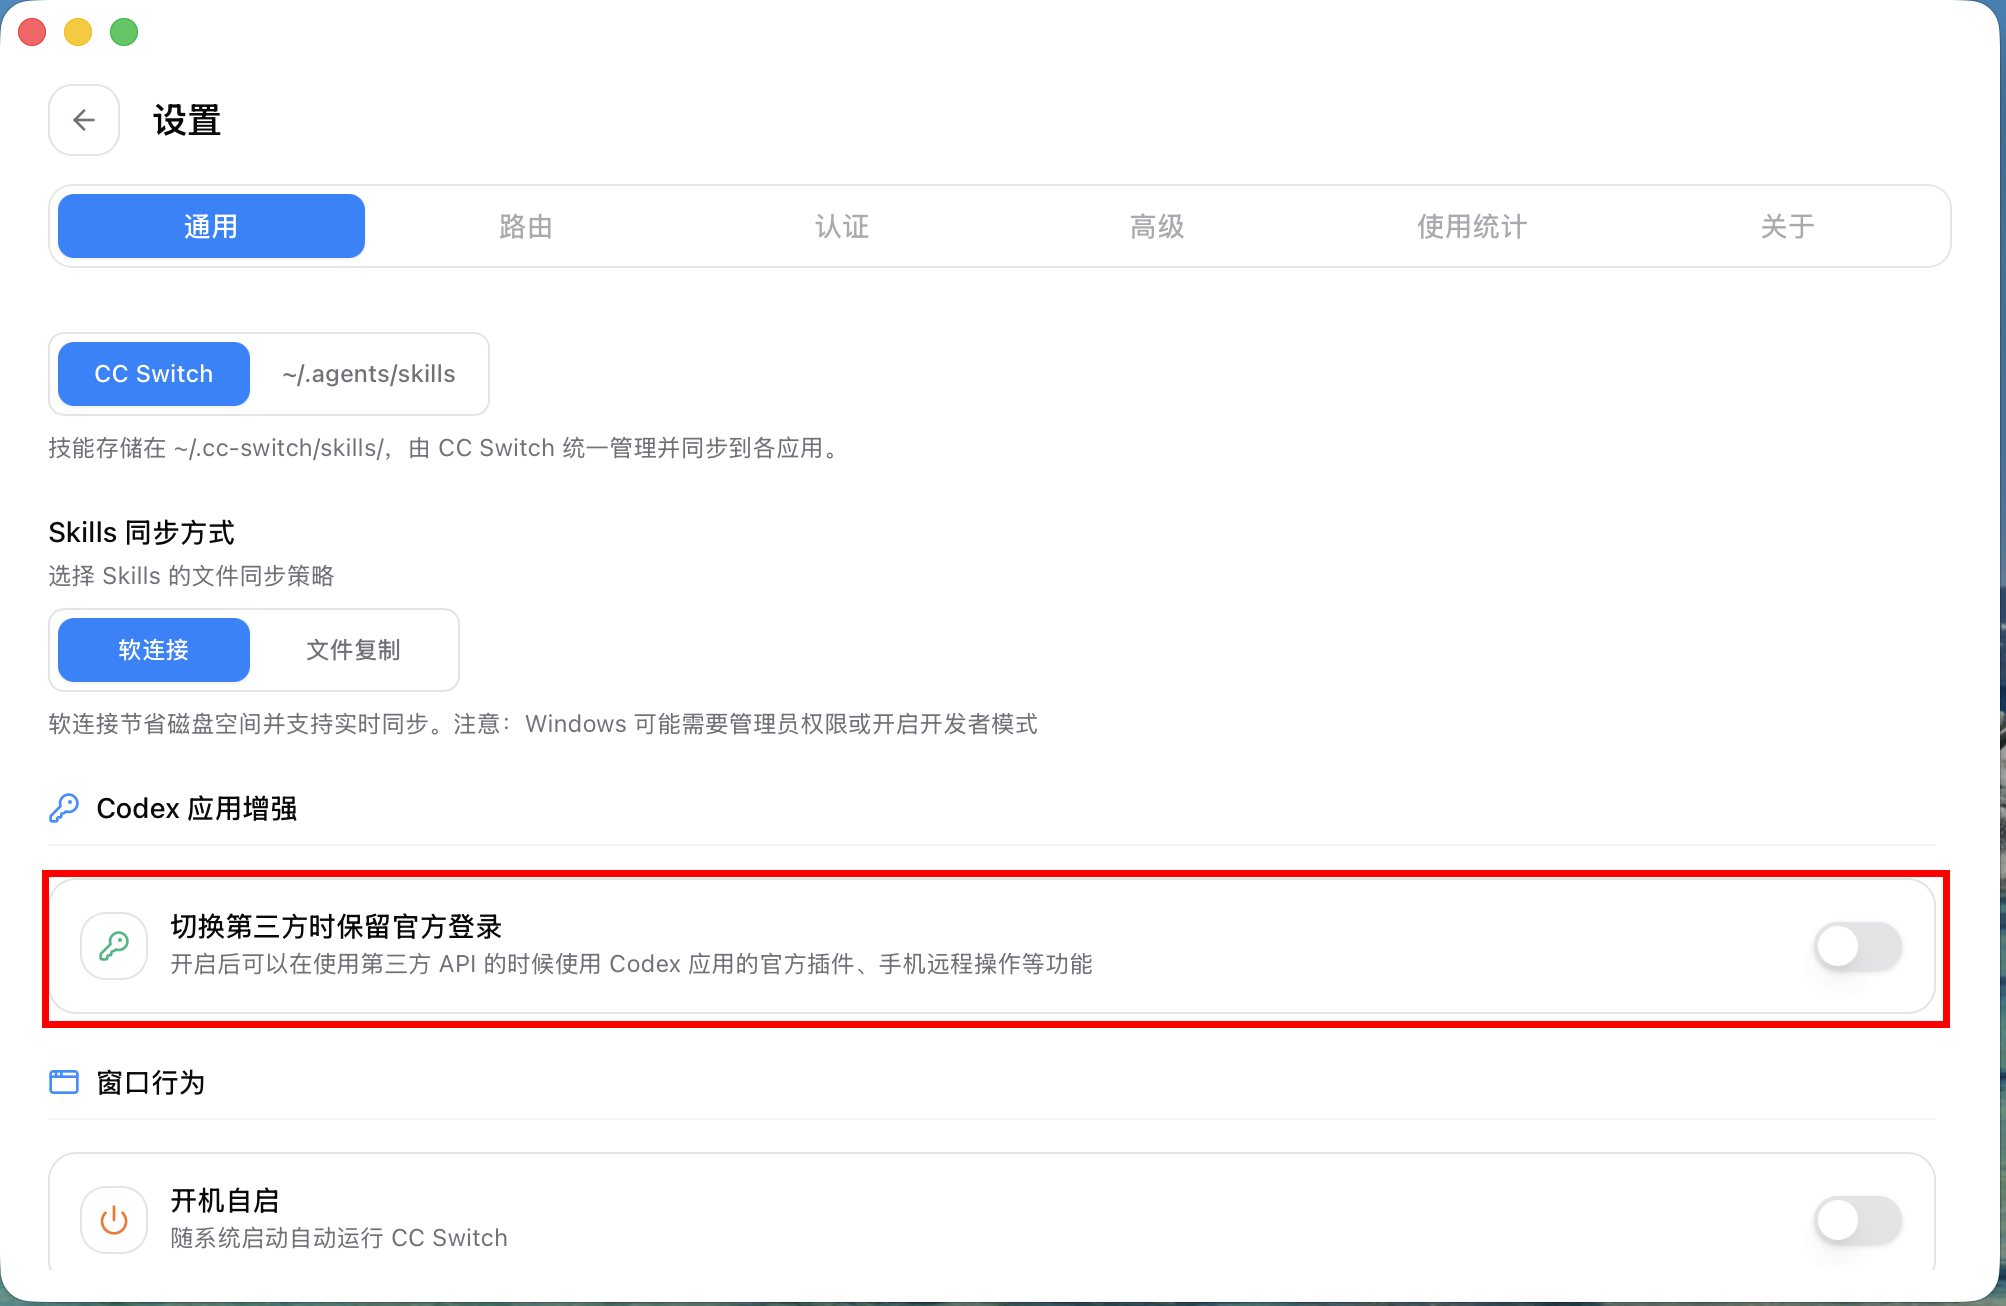 设置
通用 路由 认证 高级 使用统计 关于
CC Switch ~/.agents/skills
技能存储在 ~/.cc-switch/skills/，由 CC Switch 统一管理并同步到各应用。
Skills 同步方式
选择 Skills 的文件同步策略
软连接 文件复制
软连接节省磁盘空间并支持实时同步。注意：Windows 可能需要管理员权限或开启开发者模式
Codex 应用增强
切换第三方时保留官方登录
开启后可以在使用第三方 API 的时候使用 Codex 应用的官方插件、手机远程操作等功能
窗口行为
开机自启
随系统启动自动运行 CC Switch